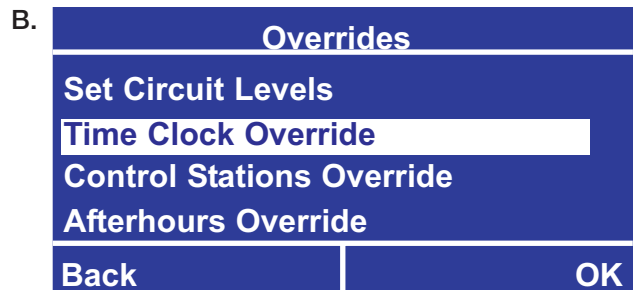 B.
Overrides
Set Circuit Levels
Time Clock Override
Control Stations Override
Afterhours Override
Back OK